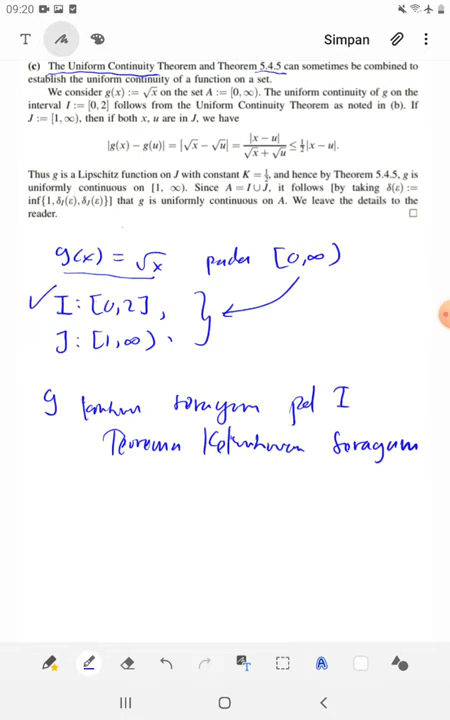 09:20
Simpan
(c) The Uniform Continuity Theorem and Theorem 5.4.5 can sometimes be combined to
establish the uniform continuity of a function on a set.
We consider g(x) := √x on the set A := [0, ∞). The uniform continuity of g on the
interval I := [0, 2] follows from the Uniform Continuity Theorem as noted in (b). If
J := [1, ∞), then if both x, u are in J, we have
|g(x) − g(u)| = |√x − √u| = |x − u| / (√x + √u) ≤ ½|x − u|.
Thus g is a Lipschitz function on J with constant K = ½, and hence by Theorem 5.4.5, g is
uniformly continuous on [1, ∞). Since A = I ∪ J, it follows [by taking δ(ε) :=
inf{1, δI(ε), δJ(ε)}] that g is uniformly continuous on A. We leave the details to the
reader. □
g(x) = √x pada [0,∞)
✓ I: [0,2],
J: [1,∞)
g kontinu seragam pd I
Teorema Kekontinuan Seragam
T
A